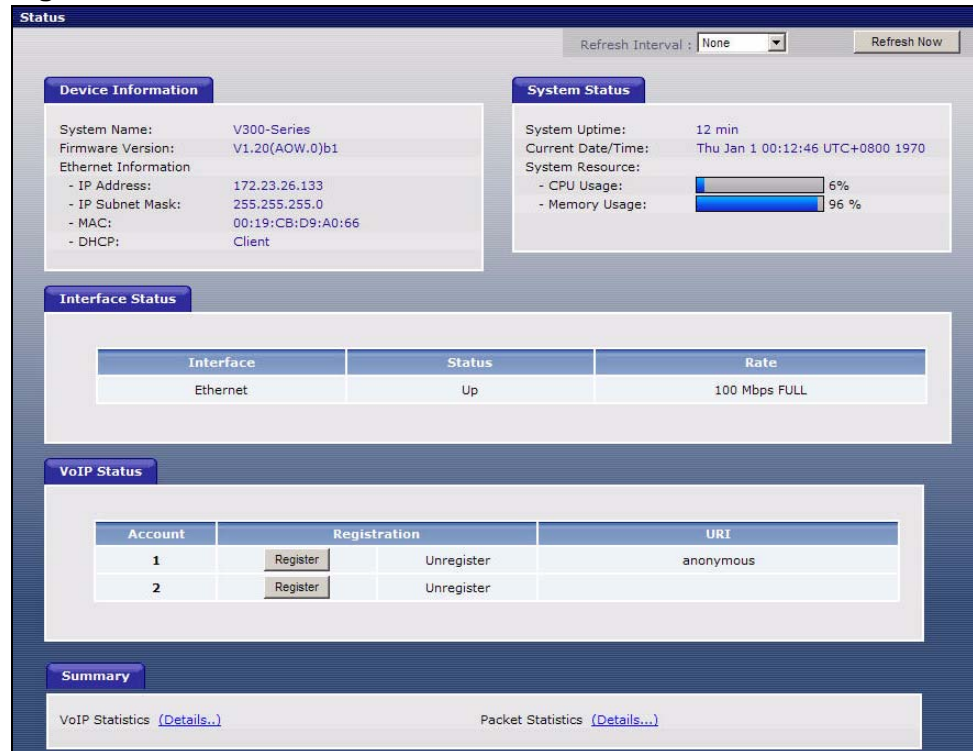 Status
Refresh Interval : None Refresh Now
Device Information
System Name: V300-Series
Firmware Version: V1.20(AOW.0)b1
Ethernet Information
- IP Address: 172.23.26.133
- IP Subnet Mask: 255.255.255.0
- MAC: 00:19:CB:D9:A0:66
- DHCP: Client
System Status
System Uptime: 12 min
Current Date/Time: Thu Jan 1 00:12:46 UTC+0800 1970
System Resource:
- CPU Usage: 6%
- Memory Usage: 96 %
Interface Status
Interface Status Rate
Ethernet Up 100 Mbps FULL
VoIP Status
Account Registration URI
1 Register Unregister anonymous
2 Register Unregister
Summary
VoIP Statistics (Details..) Packet Statistics (Details...)